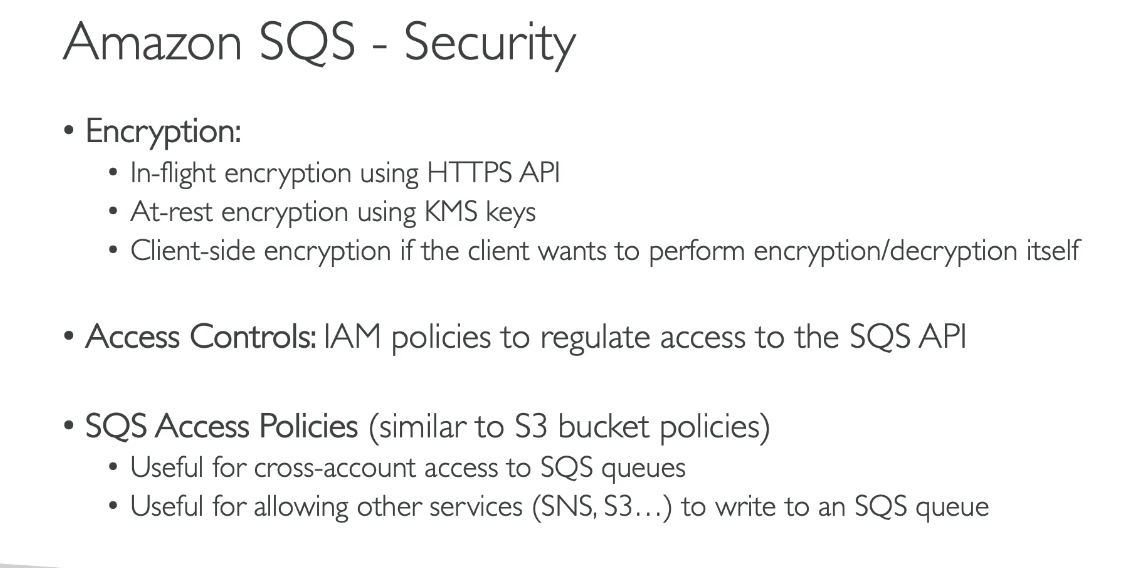 Amazon SQS - Security
• Encryption:
• In-flight encryption using HTTPS API
• At-rest encryption using KMS keys
• Client-side encryption if the client wants to perform encryption/decryption itself
• Access Controls: IAM policies to regulate access to the SQS API
• SQS Access Policies (similar to S3 bucket policies)
• Useful for cross-account access to SQS queues
• Useful for allowing other services (SNS, S3…) to write to an SQS queue